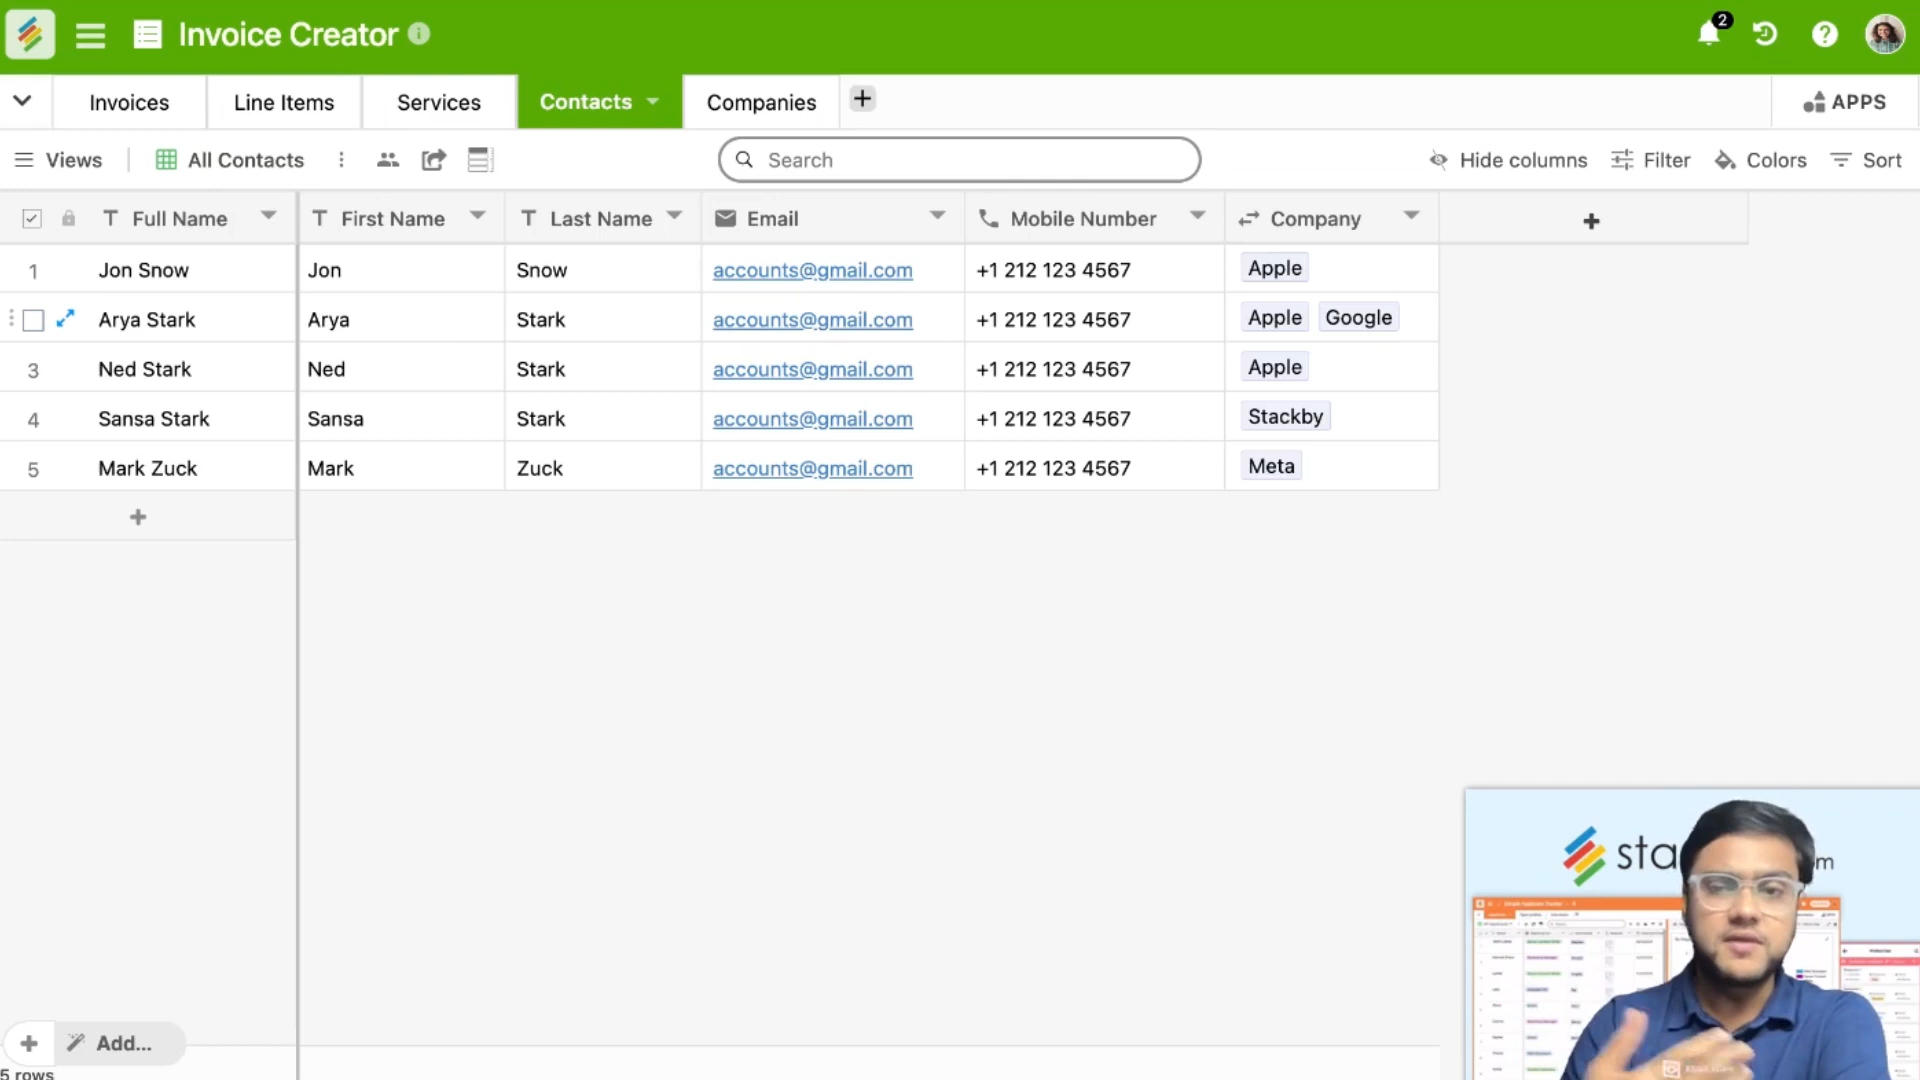 Invoice Creator
2
Invoices
Line Items
Services
Contacts
Companies
APPS
Views
All Contacts
Search
Hide columns
Filter
Colors
Sort
Full Name
First Name
Last Name
Email
Mobile Number
Company
1 Jon Snow Jon Snow accounts@gmail.com +1 212 123 4567 Apple
Arya Stark Arya Stark accounts@gmail.com +1 212 123 4567 Apple Google
3 Ned Stark Ned Stark accounts@gmail.com +1 212 123 4567 Apple
4 Sansa Stark Sansa Stark accounts@gmail.com +1 212 123 4567 Stackby
5 Mark Zuck Mark Zuck accounts@gmail.com +1 212 123 4567 Meta
Add...
5 rows
sta
m